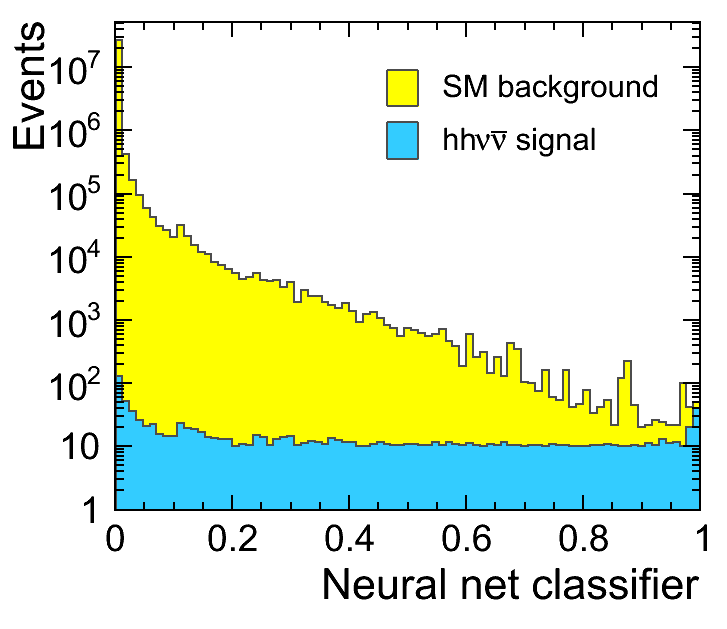 Events
10⁷
10⁶
10⁵
10⁴
10³
10²
10
1
SM background
hhνν̅ signal
0 0.2 0.4 0.6 0.8 1
Neural net classifier